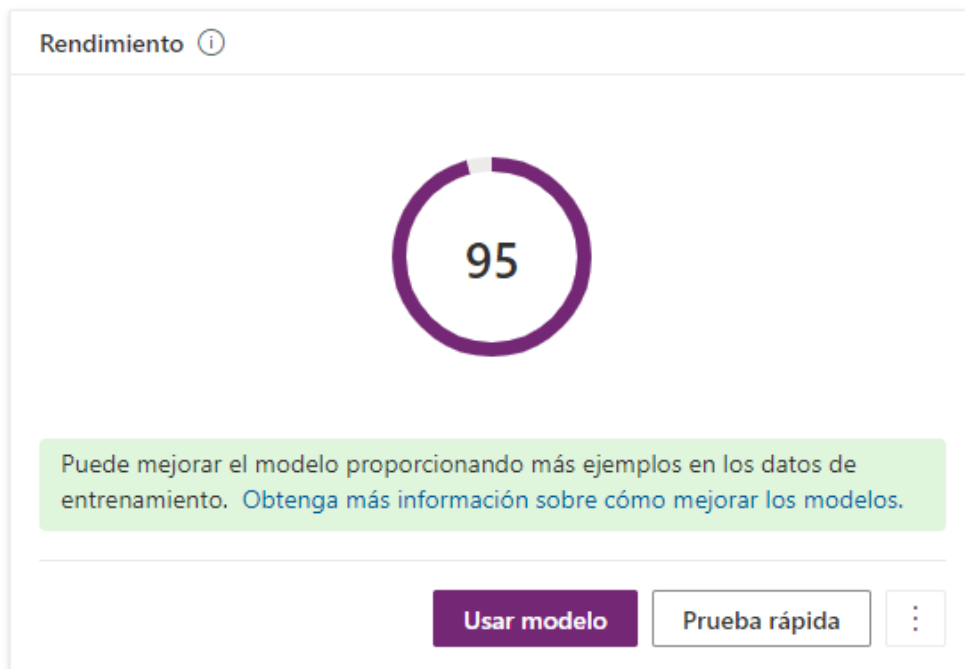 Rendimiento
95
Puede mejorar el modelo proporcionando más ejemplos en los datos de
entrenamiento. Obtenga más información sobre cómo mejorar los modelos.
Usar modelo
Prueba rápida